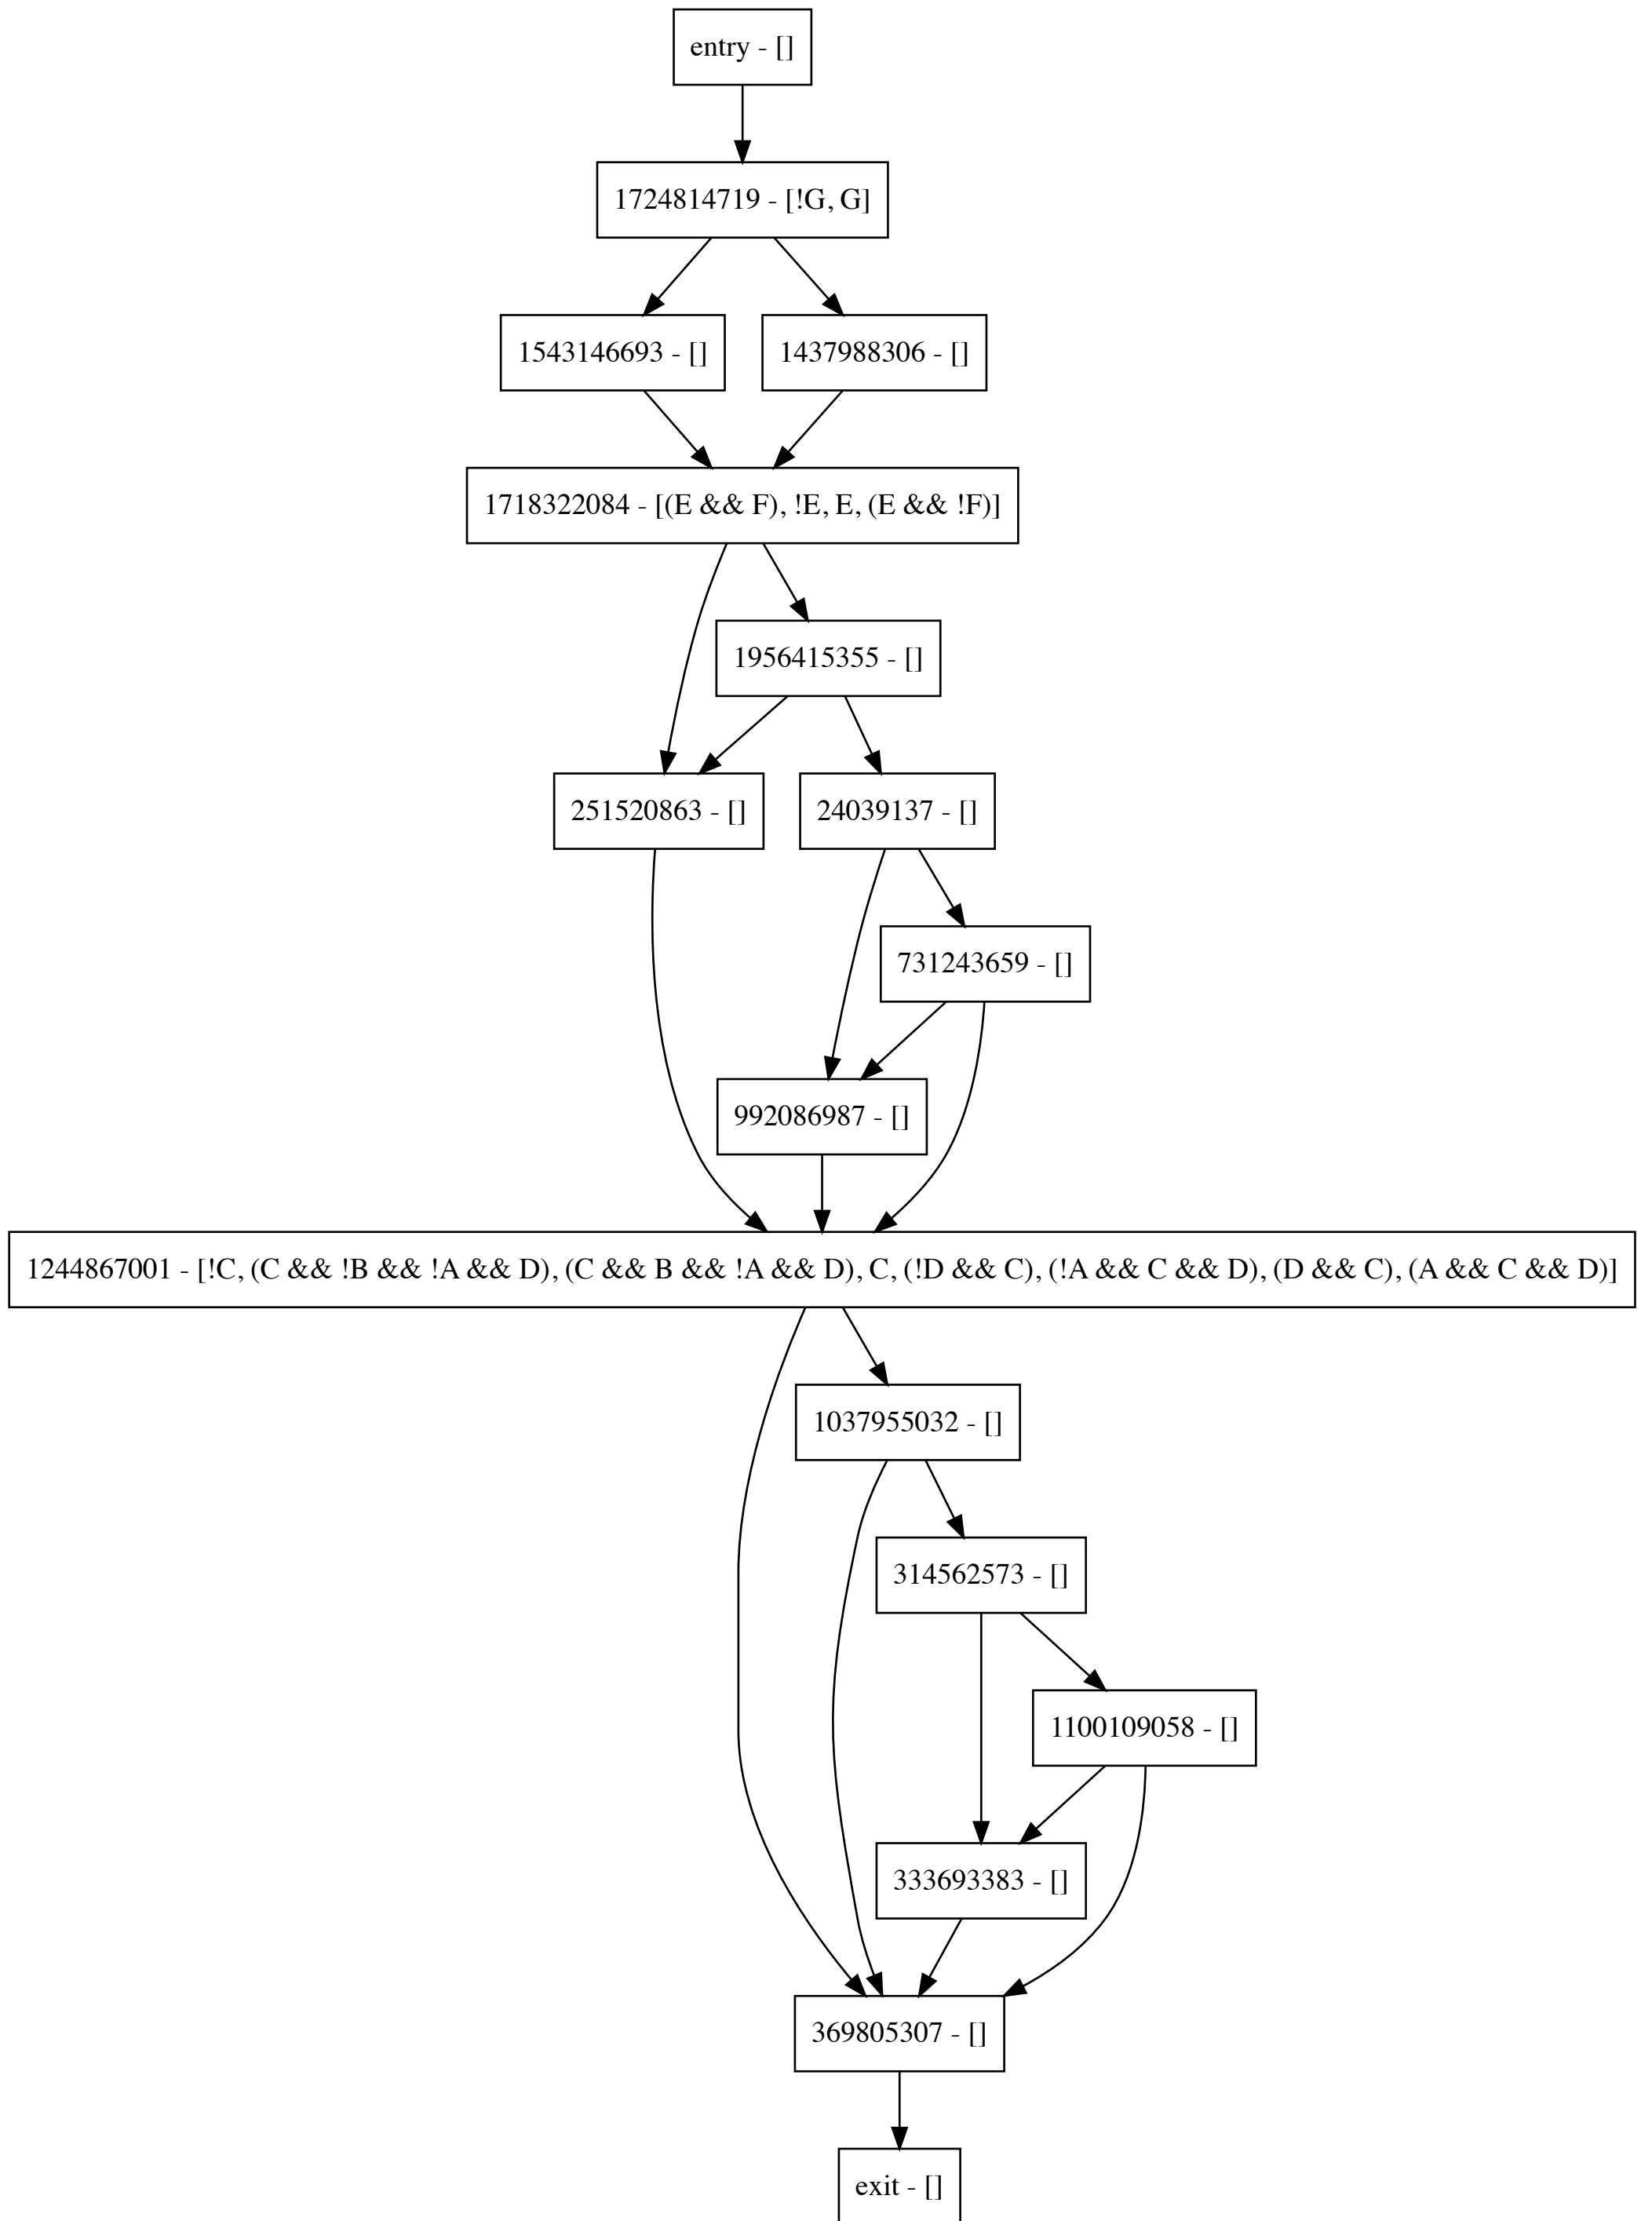 entry - []
1724814719 - [!G, G]
1543146693 - []
1437988306 - []
1718322084 - [(E && F), !E, E, (E && !F)]
1956415355 - []
251520863 - []
24039137 - []
731243659 - []
992086987 - []
1244867001 - [!C, (C && !B && !A && D), (C && B && !A && D), C, (!D && C), (!A && C && D), (D && C), (A && C && D)]
1037955032 - []
314562573 - []
1100109058 - []
333693383 - []
369805307 - []
exit - []